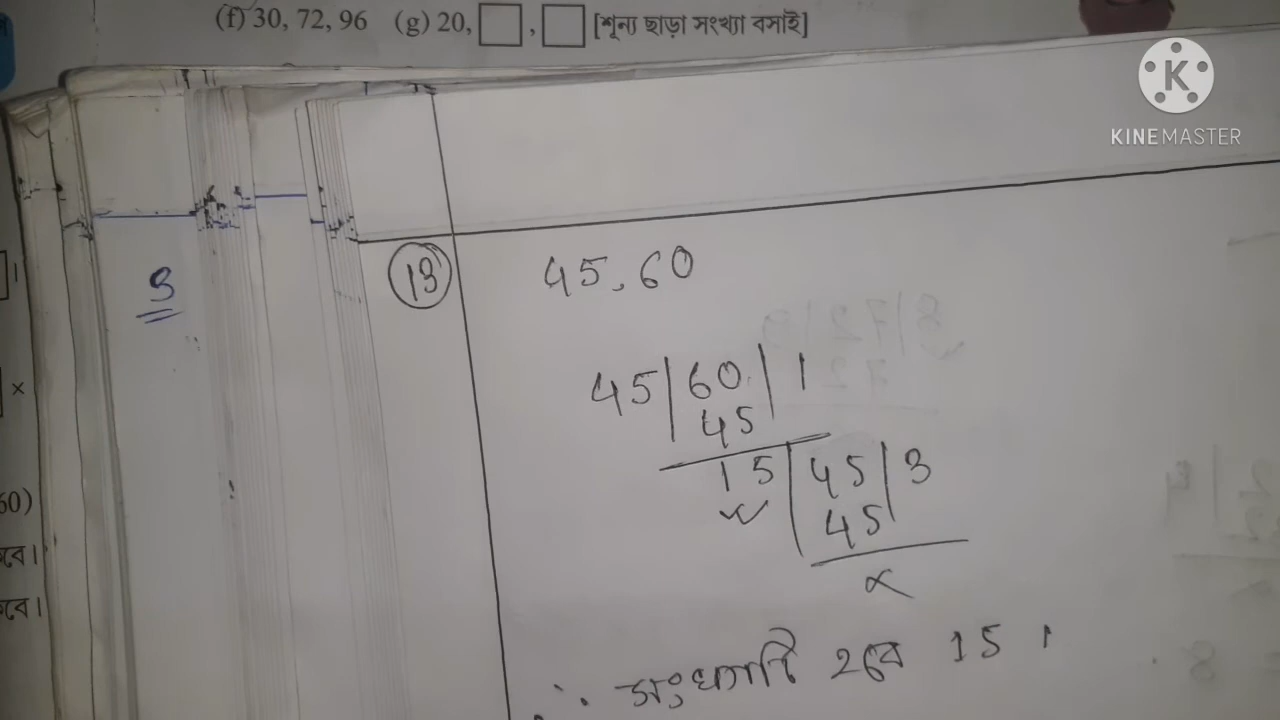 (f) 30, 72, 96 (g) 20, □ , □ [শূন্য ছাড়া সংখ্যা বসাই]
KINEMASTER
13
45, 60
45 | 60 | 1
45
15 | 45 | 3
45
×
∴ সংখ্যাটি হবে 15 ।
×
60)
বে।
বে।